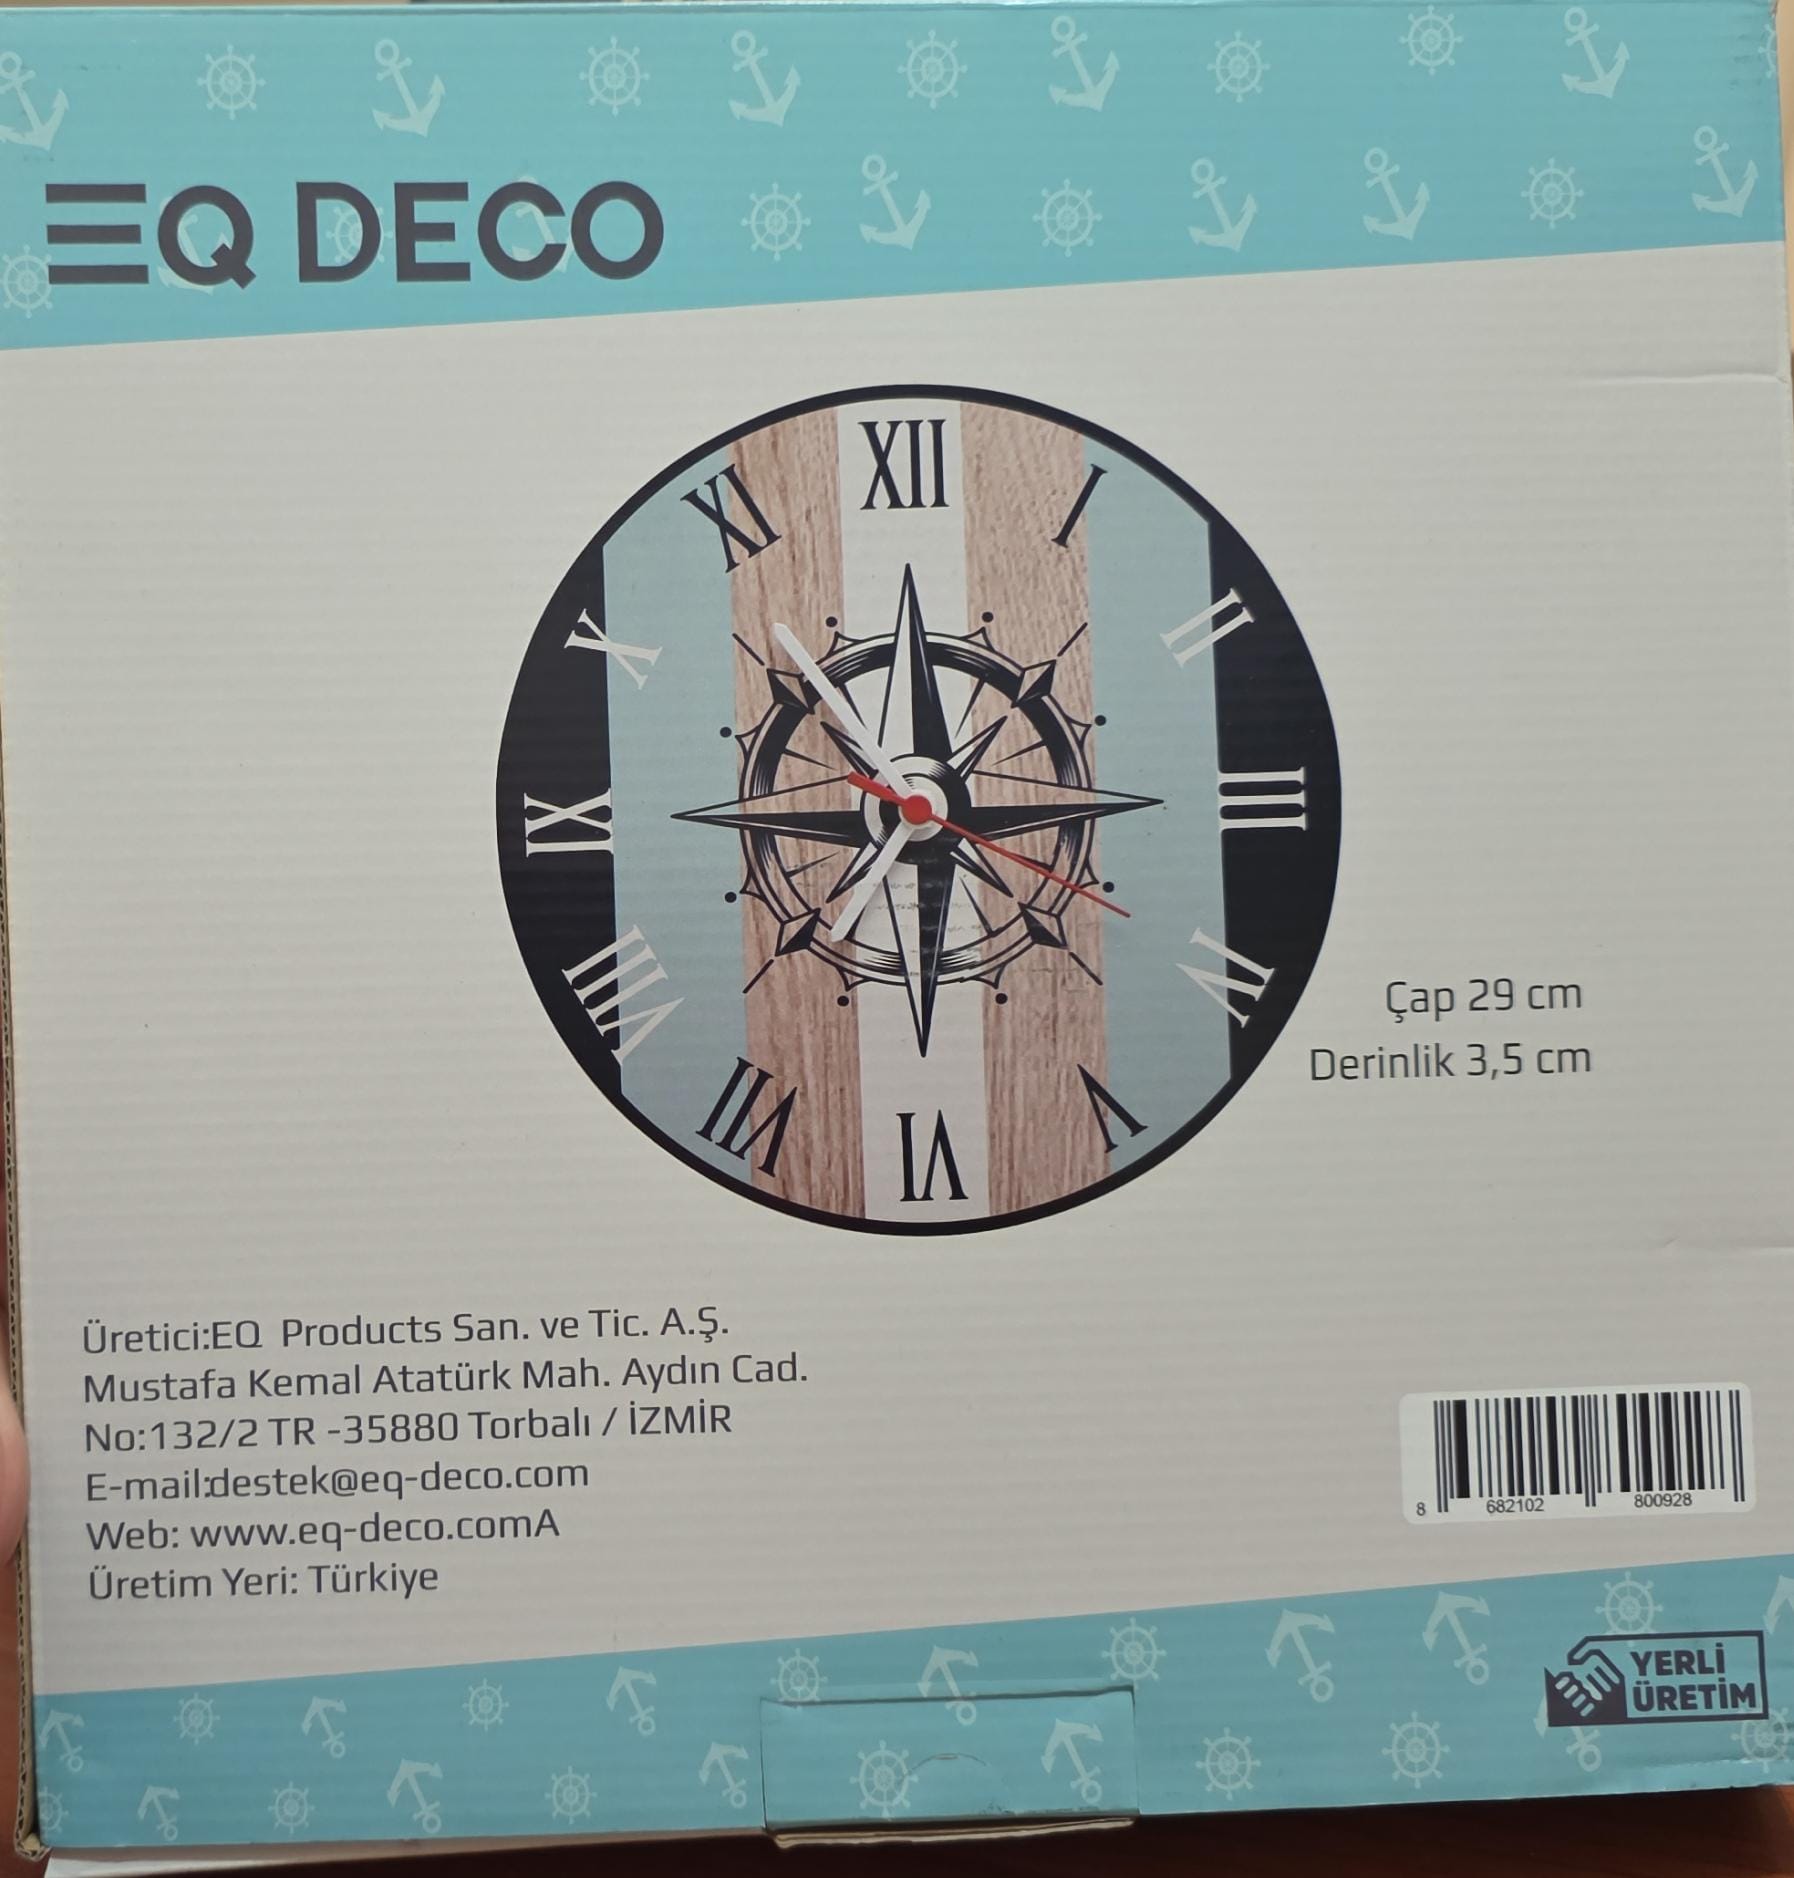 EQ DECO
XII
XI
I
X
II
IX
III
VIII
IV
VII
V
VI
Çap 29 cm
Derinlik 3,5 cm
Üretici:EQ Products San. ve Tic. A.Ş.
Mustafa Kemal Atatürk Mah. Aydın Cad.
No:132/2 TR -35880 Torbalı / İZMİR
E-mail:destek@eq-deco.com
Web: www.eq-deco.comA
Üretim Yeri: Türkiye
8 682102 800928
YERLİ
ÜRETİM